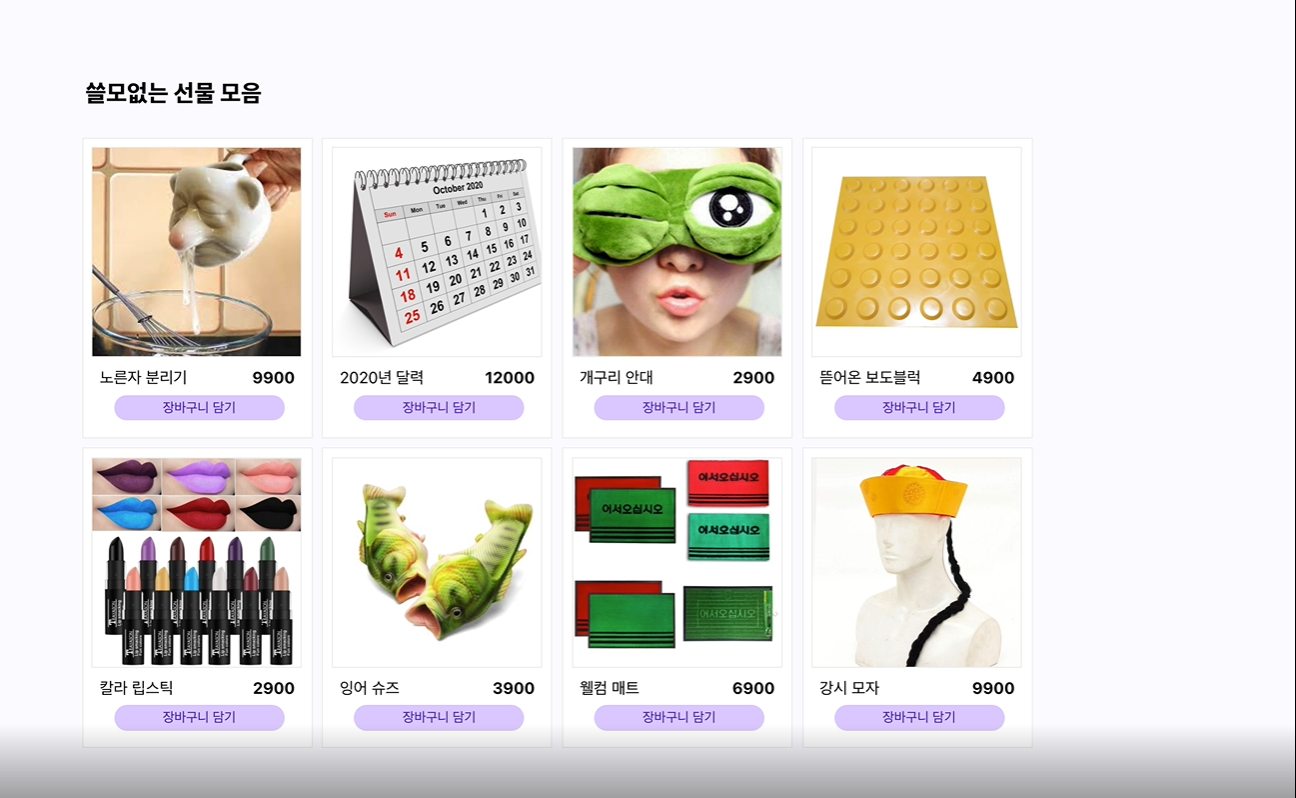 쓸모없는 선물 모음
October 2020
Sun Mon Tue Wed Thu Fri Sat
1 2 3
4 5 6 7 8 9 10
11 12 13 14 15 16 17
18 19 20 21 22 23 24
25 26 27 28 29 30 31
노른자 분리기 9900
장바구니 담기
2020년 달력 12000
장바구니 담기
개구리 안대 2900
장바구니 담기
뜯어온 보도블럭 4900
장바구니 담기
칼라 립스틱 2900
장바구니 담기
잉어 슈즈 3900
장바구니 담기
어서오십시오
어서오십시오
어서오십시오
어서오십시오
웰컴 매트 6900
장바구니 담기
강시 모자 9900
장바구니 담기